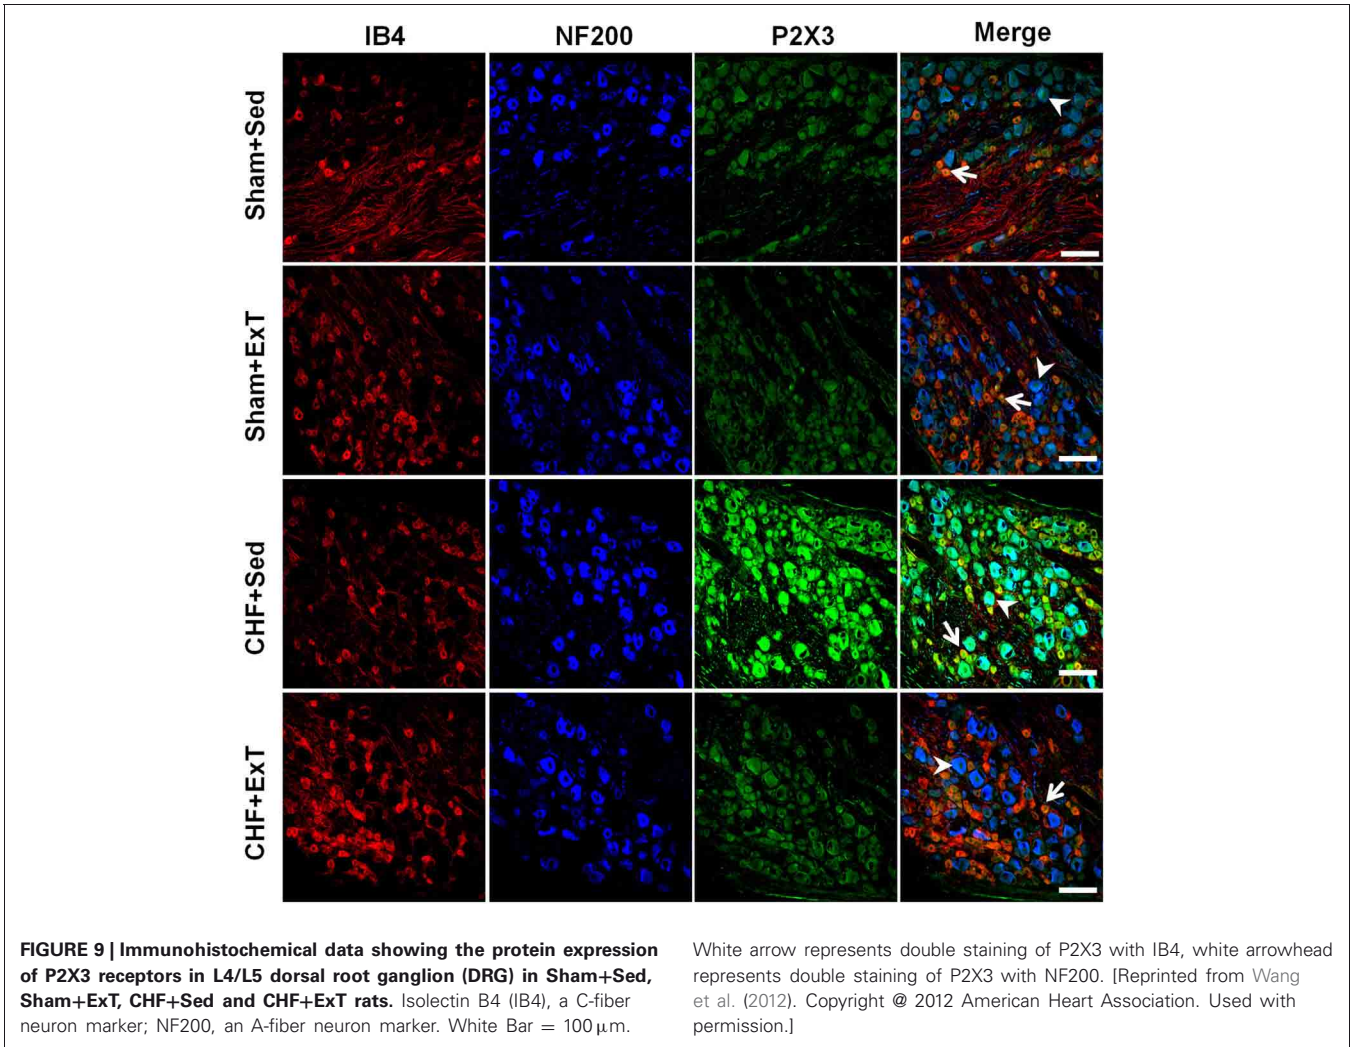 IB4 NF200 P2X3 Merge
Sham+Sed
Sham+ExT
CHF+Sed
CHF+ExT
FIGURE 9 | Immunohistochemical data showing the protein expression
of P2X3 receptors in L4/L5 dorsal root ganglion (DRG) in Sham+Sed,
Sham+ExT, CHF+Sed and CHF+ExT rats. Isolectin B4 (IB4), a C-fiber
neuron marker; NF200, an A-fiber neuron marker. White Bar = 100 μm.
White arrow represents double staining of P2X3 with IB4, white arrowhead
represents double staining of P2X3 with NF200. [Reprinted from Wang
et al. (2012). Copyright @ 2012 American Heart Association. Used with
permission.]